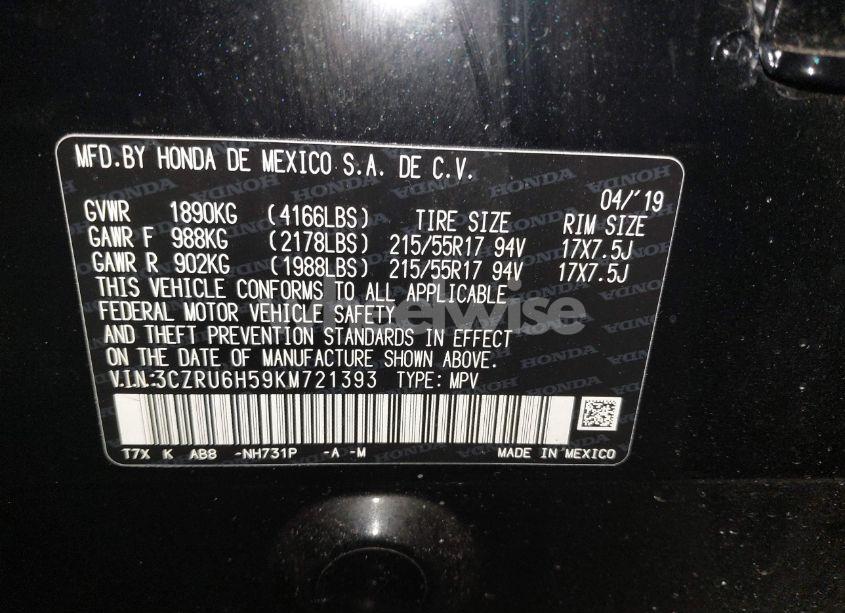 MFD.BY HONDA DE MEXICO S.A. DE C.V.
04/'19
GVWR 1890KG (4166LBS) TIRE SIZE RIM SIZE
GAWR F 988KG (2178LBS) 215/55R17 94V 17X7.5J
GAWR R 902KG (1988LBS) 215/55R17 94V 17X7.5J
THIS VEHICLE CONFORMS TO ALL APPLICABLE
FEDERAL MOTOR VEHICLE SAFETY
AND THEFT PREVENTION STANDARDS IN EFFECT
ON THE DATE OF MANUFACTURE SHOWN ABOVE.
V.I.N.:3CZRU6H59KM721393 TYPE: MPV
T7X K AB8 -NH731P -A -M MADE IN MEXICO